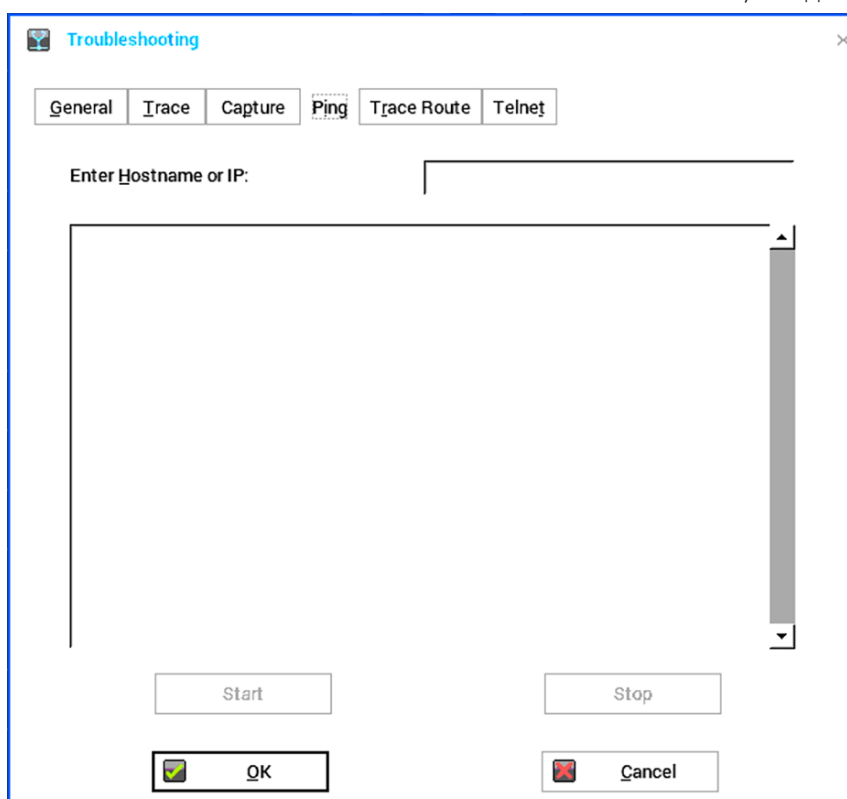 Troubleshooting
General Trace Capture Ping Trace Route Telnet
Enter Hostname or IP:
Start Stop
OK Cancel